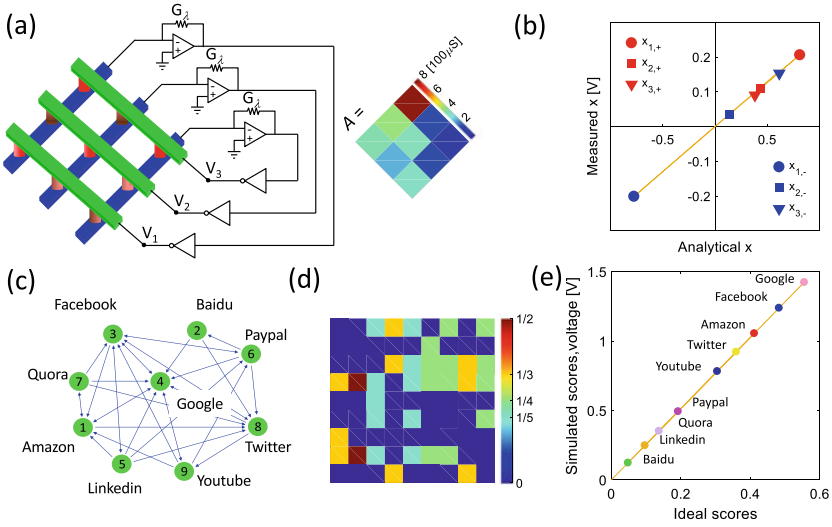 (a)
G𝜆
G𝜆
G𝜆
- + 
- + 
- + 
V3
V2
V1
A =
8 [100μS]
6
4
2
(b)
x1,+
x2,+
x3,+
0.2
0.1
-0.5
0.5
-0.1
-0.2
x1,-
x2,-
x3,-
Measured x [V]
Analytical x
(c)
Facebook
Baidu
Paypal
Quora
Google
Amazon
Twitter
Linkedin
Youtube
3
2
6
7
4
1
8
5
9
(d)
1/2
1/3
1/4
1/5
0
(e)
1.5
1
0.5
0
Simulated scores,voltage [V]
Google
Facebook
Amazon
Twitter
Youtube
Paypal
Quora
Linkedin
Baidu
0 0.2 0.4 0.6
Ideal scores